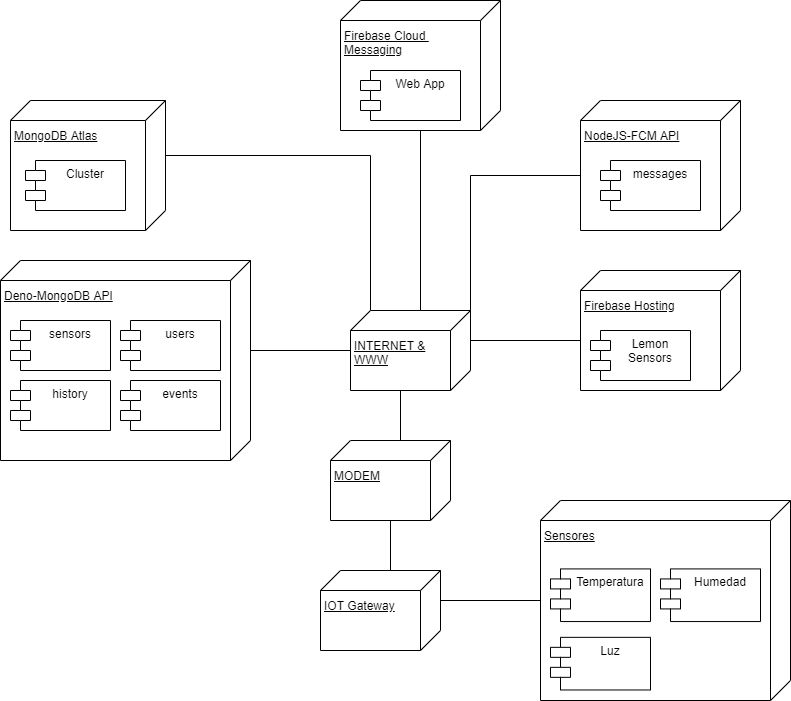 Firebase Cloud
Messaging
Web App
MongoDB Atlas
Cluster
NodeJS-FCM API
messages
Deno-MongoDB API
sensors
users
history
events
INTERNET &
WWW
Firebase Hosting
Lemon
Sensors
MODEM
IOT Gateway
Sensores
Temperatura
Humedad
Luz